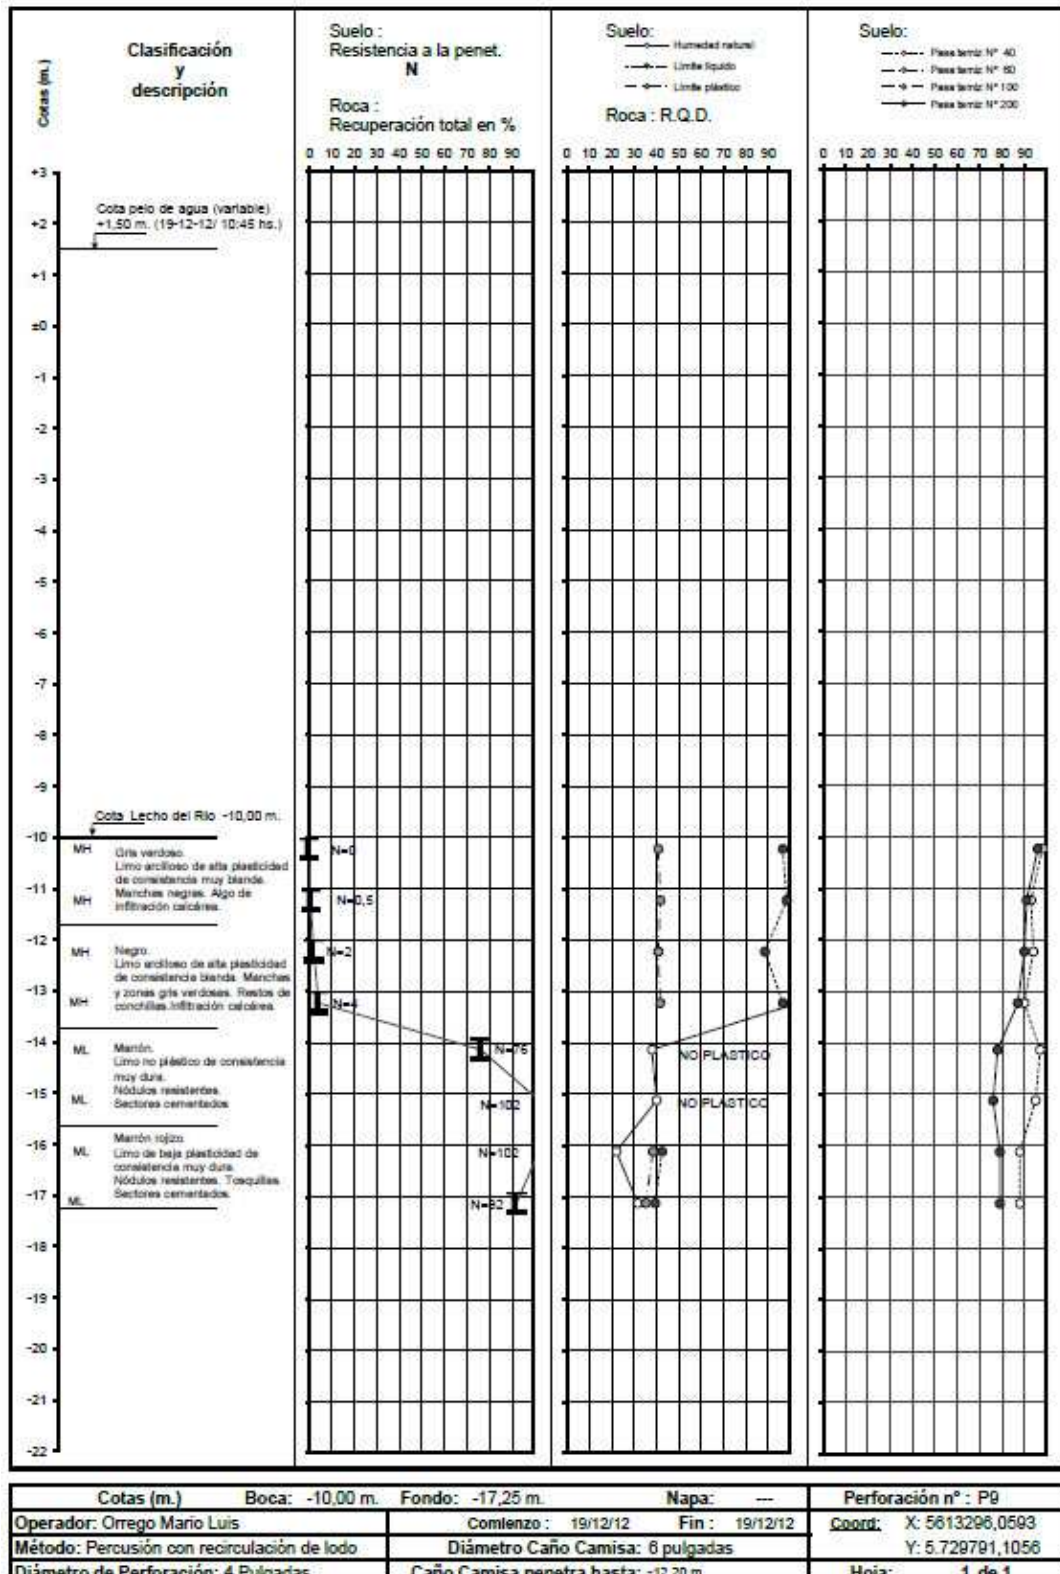 Cotas (m.)
Clasificación
y
descripción
Suelo :
Resistencia a la penet.
N
Roca :
Recuperación total en %
Suelo:
Humedad natural
Limite liquido
Limite plástico
Roca : R.Q.D.
Suelo:
Pasa tamiz Nº 40
Pasa tamiz Nº 60
Pasa tamiz Nº 100
Pasa tamiz Nº 200
0 10 20 30 40 50 60 70 80 90
0 10 20 30 40 50 60 70 80 90
0 10 20 30 40 50 60 70 80 90
+3
Cota pelo de agua (variable)
+2
+1,50 m. (19-12-12/ 10:45 hs.)
+1
±0
-1
-2
-3
-4
-5
-6
-7
-8
-9
Cota Lecho del Rio -10,00 m.
-10
MH
Gris verdoso.
N=0
Limo arcilloso de alta plasticidad
de consistencia muy blanda.
-11
Manchas negras. Algo de
MH
infiltración calcárea.
N=0,5
-12
MH
Negro.
N=2
Limo arcilloso de alta plasticidad
de consistencia blanda. Manchas
-13
y zonas gris verdosas. Restos de
MH
conchillas.Infiltración calcárea.
N=4
-14
ML
Marrón.
N=76
NO PLASTICO
Limo no plástico de consistencia
muy dura.
Nódulos resistentes.
-15
ML
Sectores cementados
N=102
NO PLASTICO
-16
Marrón rojizo.
ML
Limo de baja plasticidad de
N=102
consistencia muy dura.
Nódulos resistentes. Tosquillas.
-17
ML
Sectores cementados.
N=92
-18
-19
-20
-21
-22
Cotas (m.) Boca: -10,00 m. Fondo: -17,25 m. Napa: --- Perforación nº : P9
Operador: Orrego Mario Luis Comienzo : 19/12/12 Fin : 19/12/12 Coord: X: 5613296,0593
Método: Percusión con recirculación de lodo Diámetro Caño Camisa: 6 pulgadas Y: 5.729791,1056
Diámetro de Perforación: 4 Pulgadas Caño Camisa penetra hasta: -12,20 m Hoja: 1 de 1